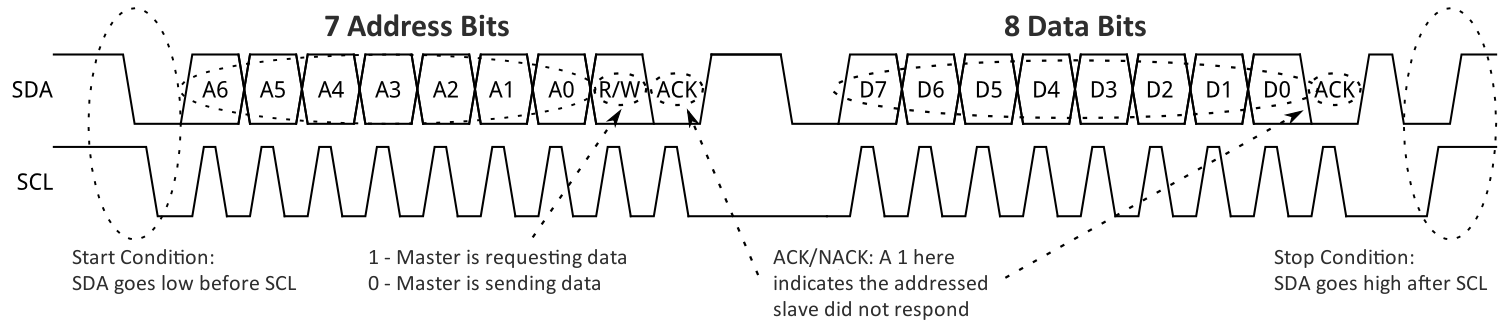 7 Address Bits
8 Data Bits
SDA
A6 A5 A4 A3 A2 A1 A0 R/W ACK
D7 D6 D5 D4 D3 D2 D1 D0 ACK
SCL
Start Condition:
SDA goes low before SCL
1 - Master is requesting data
0 - Master is sending data
ACK/NACK: A 1 here
indicates the addressed
slave did not respond
Stop Condition:
SDA goes high after SCL